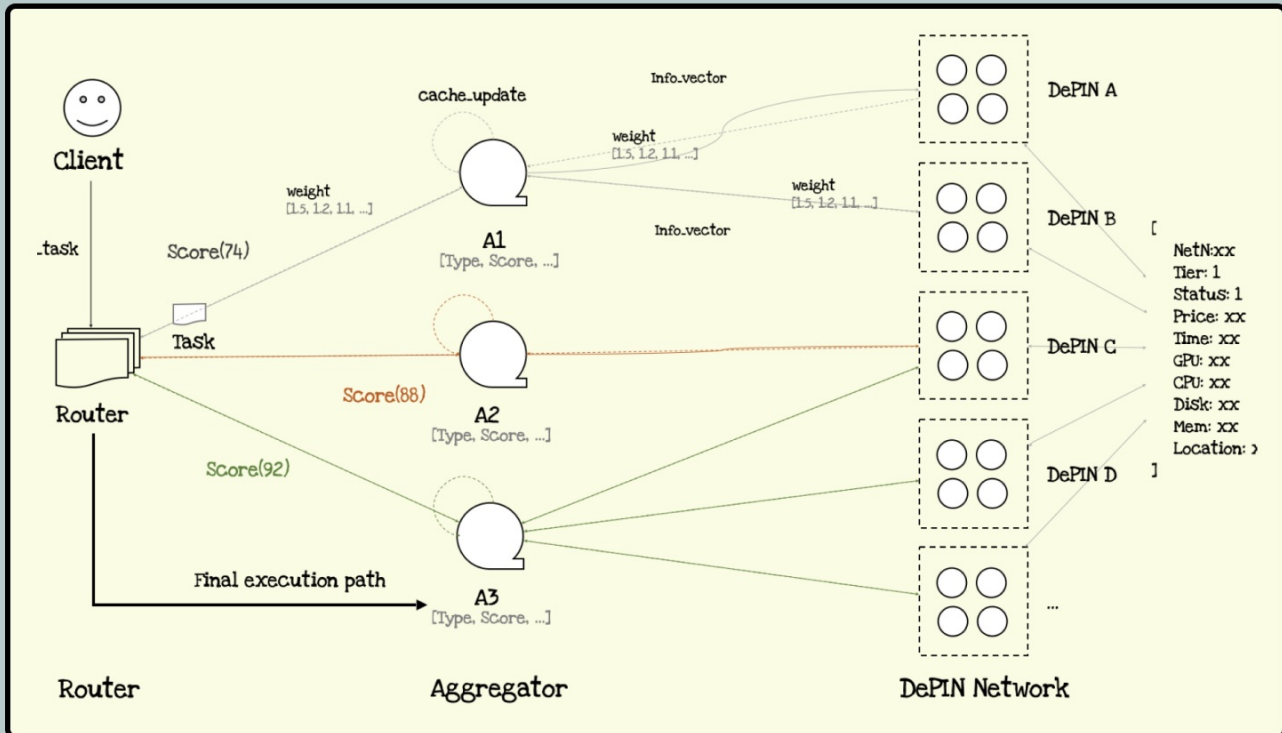 Client
_task
Router
Score(74)
weight
[1.5, 1.2, 1.1, ...]
Task
Score(88)
Score(92)
Final execution path
cache_update
A1
[Type, Score, ...]
A2
[Type, Score, ...]
A3
[Type, Score, ...]
Info_vector
weight
[1.5, 1.2, 1.1, ...]
weight
[1.5, 1.2, 1.1, ...]
Info_vector
DePIN A
DePIN B
DePIN C
DePIN D
...
[
NetN:xx
Tier: 1
Status: 1
Price: xx
Time: xx
GPU: xx
CPU: xx
Disk: xx
Mem: xx
Location:
]
Router
Aggregator
DePIN Network